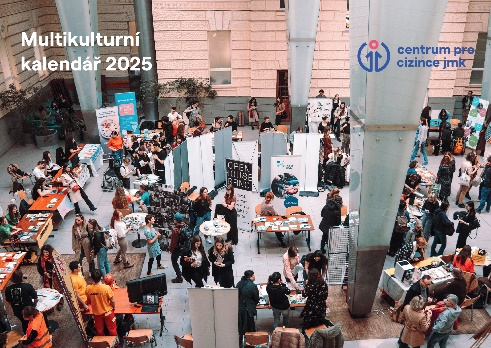 Multikulturní
kalendář 2025
centrum pro
cizince jmk